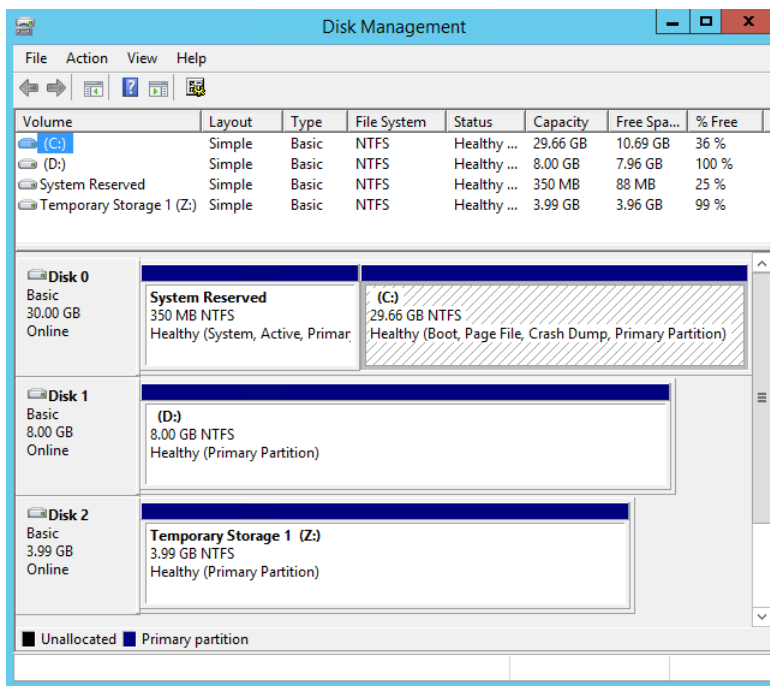 Disk Management
File Action View Help
Volume Layout Type File System Status Capacity Free Spa... % Free
(C:) Simple Basic NTFS Healthy ... 29.66 GB 10.69 GB 36 %
(D:) Simple Basic NTFS Healthy ... 8.00 GB 7.96 GB 100 %
System Reserved Simple Basic NTFS Healthy ... 350 MB 88 MB 25 %
Temporary Storage 1 (Z:) Simple Basic NTFS Healthy ... 3.99 GB 3.96 GB 99 %
Disk 0
Basic
30.00 GB
Online
System Reserved
350 MB NTFS
Healthy (System, Active, Primar
(C:)
29.66 GB NTFS
Healthy (Boot, Page File, Crash Dump, Primary Partition)
Disk 1
Basic
8.00 GB
Online
(D:)
8.00 GB NTFS
Healthy (Primary Partition)
Disk 2
Basic
3.99 GB
Online
Temporary Storage 1 (Z:)
3.99 GB NTFS
Healthy (Primary Partition)
Unallocated Primary partition